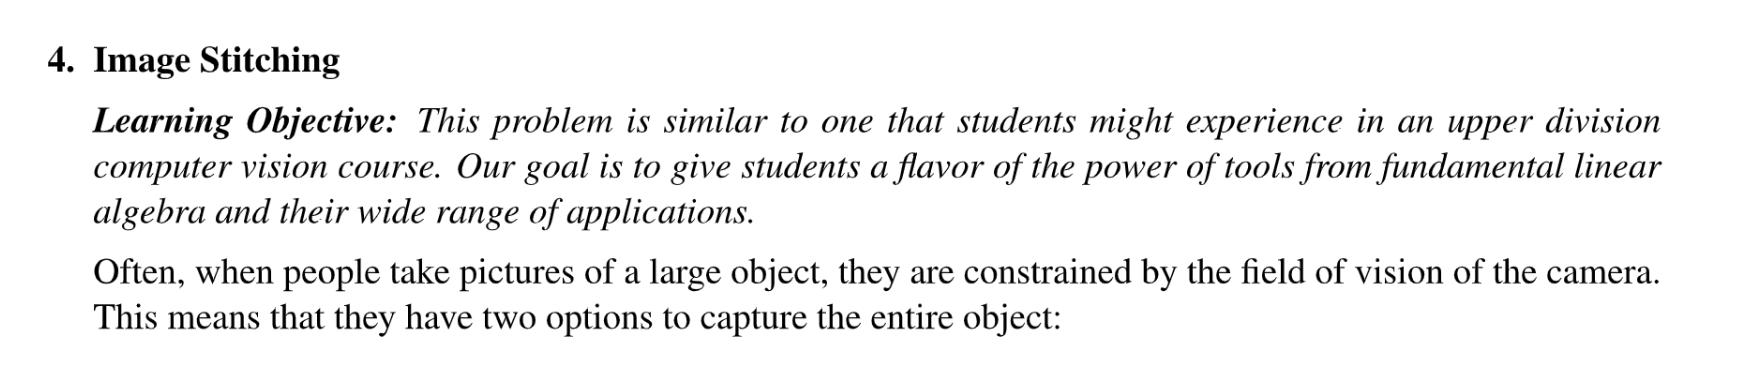 4. Image Stitching
Learning Objective: This problem is similar to one that students might experience in an upper division
computer vision course. Our goal is to give students a flavor of the power of tools from fundamental linear
algebra and their wide range of applications.
Often, when people take pictures of a large object, they are constrained by the field of vision of the camera.
This means that they have two options to capture the entire object: